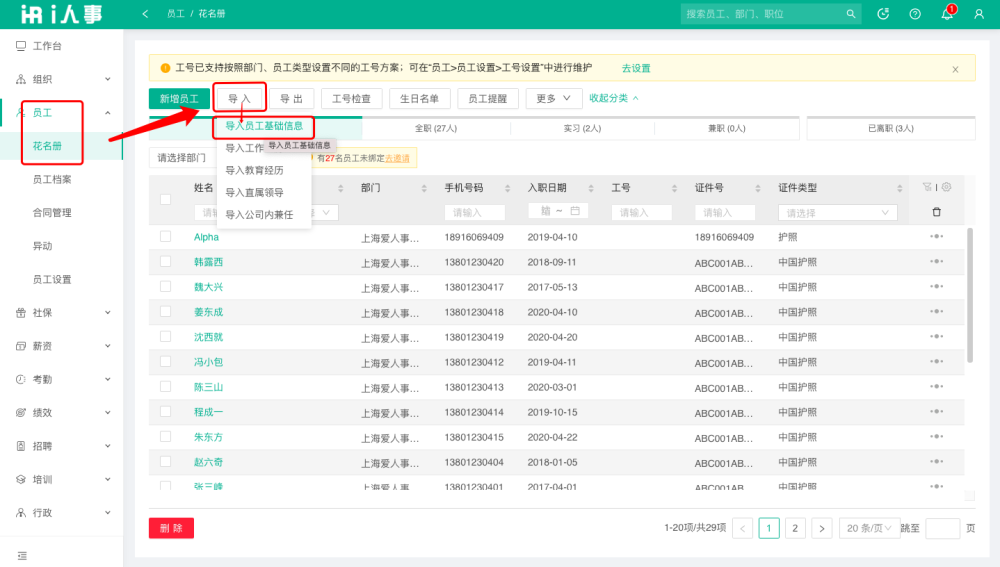 iR i人事
员工 / 花名册
搜索员工、部门、职位
1
工作台
组织
员工
花名册
员工档案
合同管理
异动
员工设置
社保
薪资
考勤
绩效
招聘
培训
行政
工号已支持按照部门、员工类型设置不同的工号方案；可在"员工>员工设置>工号设置"中进行维护 去设置
新增员工 导 入 导 出 工号检查 生日名单 员工提醒 更多 收起分类
导入员工基础信息
导入工作
导入员工基础信息
导入教育经历
导入直属领导
导入公司内兼任
全职 (27人) 实习 (2人) 兼职 (0人) 已离职 (3人)
请选择部门 有27名员工未绑定去邀请
姓名 部门 手机号码 入职日期 工号 证件号 证件类型
请输入 ~ 请输入 请输入 请选择
Alpha 上海爱人事... 18916069409 2019-04-10 18916069409 护照
韩露西 上海爱人事... 13801230420 2018-09-11 ABC001AB... 中国护照
魏大兴 上海爱人事... 13801230417 2017-05-13 ABC001AB... 中国护照
姜东成 上海爱人事... 13801230418 2020-04-10 ABC001AB... 中国护照
沈西就 上海爱人事... 13801230419 2020-04-20 ABC001AB... 中国护照
冯小包 上海爱人事... 13801230412 2019-04-11 ABC001AB... 中国护照
陈三山 上海爱人事... 13801230413 2020-03-01 ABC001AB... 中国护照
程成一 上海爱人事... 13801230414 2019-10-15 ABC001AB... 中国护照
朱东方 上海爱人事... 13801230415 2020-04-22 ABC001AB... 中国护照
赵六奇 上海爱人事... 13801230404 2018-01-05 ABC001AB... 中国护照
张三峰 上海爱人事... 13801230401 2017-04-01 ABC001AB... 中国护照
删 除 1-20项/共29项 1 2 20 条/页 跳至 页